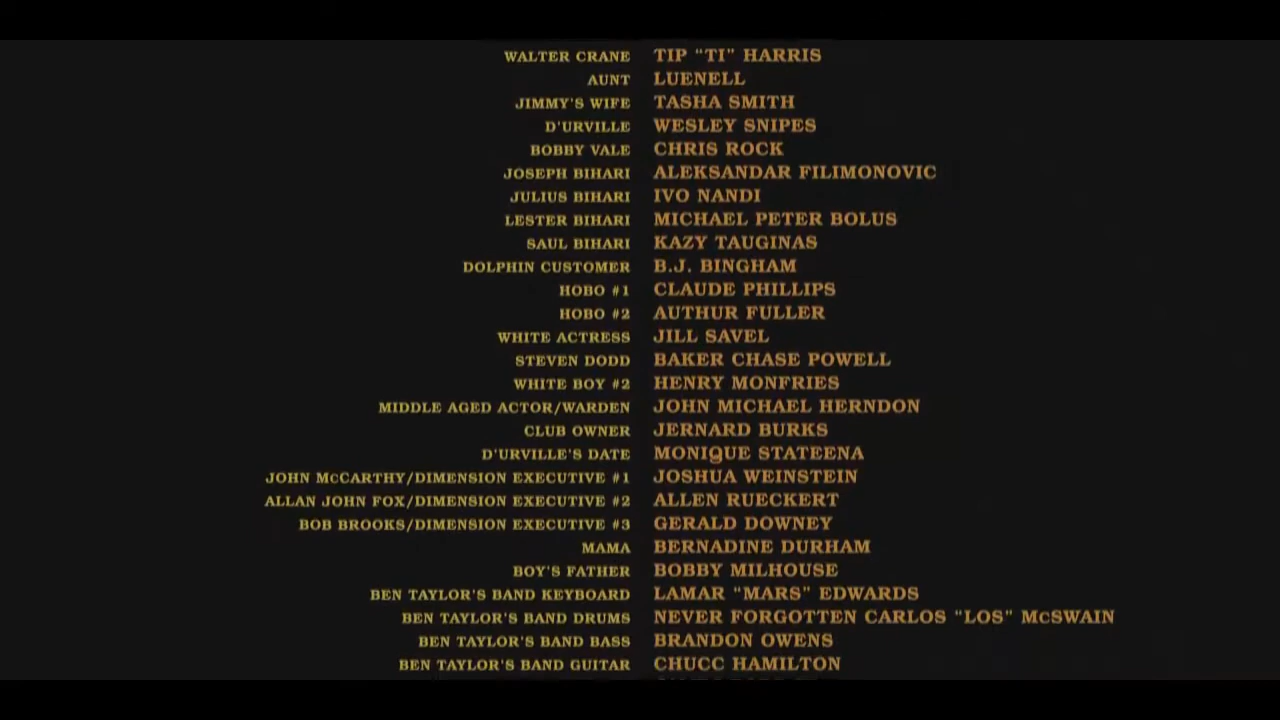 WALTER CRANE TIP "TI" HARRIS
AUNT LUENELL
JIMMY'S WIFE TASHA SMITH
D'URVILLE WESLEY SNIPES
BOBBY VALE CHRIS ROCK
JOSEPH BIHARI ALEKSANDAR FILIMONOVIC
JULIUS BIHARI IVO NANDI
LESTER BIHARI MICHAEL PETER BOLUS
SAUL BIHARI KAZY TAUGINAS
DOLPHIN CUSTOMER B.J. BINGHAM
HOBO #1 CLAUDE PHILLIPS
HOBO #2 AUTHUR FULLER
WHITE ACTRESS JILL SAVEL
STEVEN DODD BAKER CHASE POWELL
WHITE BOY #2 HENRY MONFRIES
MIDDLE AGED ACTOR/WARDEN JOHN MICHAEL HERNDON
CLUB OWNER JERNARD BURKS
D'URVILLE'S DATE MONIQUE STATEENA
JOHN McCARTHY/DIMENSION EXECUTIVE #1 JOSHUA WEINSTEIN
ALLAN JOHN FOX/DIMENSION EXECUTIVE #2 ALLEN RUECKERT
BOB BROOKS/DIMENSION EXECUTIVE #3 GERALD DOWNEY
MAMA BERNADINE DURHAM
BOY'S FATHER BOBBY MILHOUSE
BEN TAYLOR'S BAND KEYBOARD LAMAR "MARS" EDWARDS
BEN TAYLOR'S BAND DRUMS NEVER FORGOTTEN CARLOS "LOS" McSWAIN
BEN TAYLOR'S BAND BASS BRANDON OWENS
BEN TAYLOR'S BAND GUITAR CHUCC HAMILTON